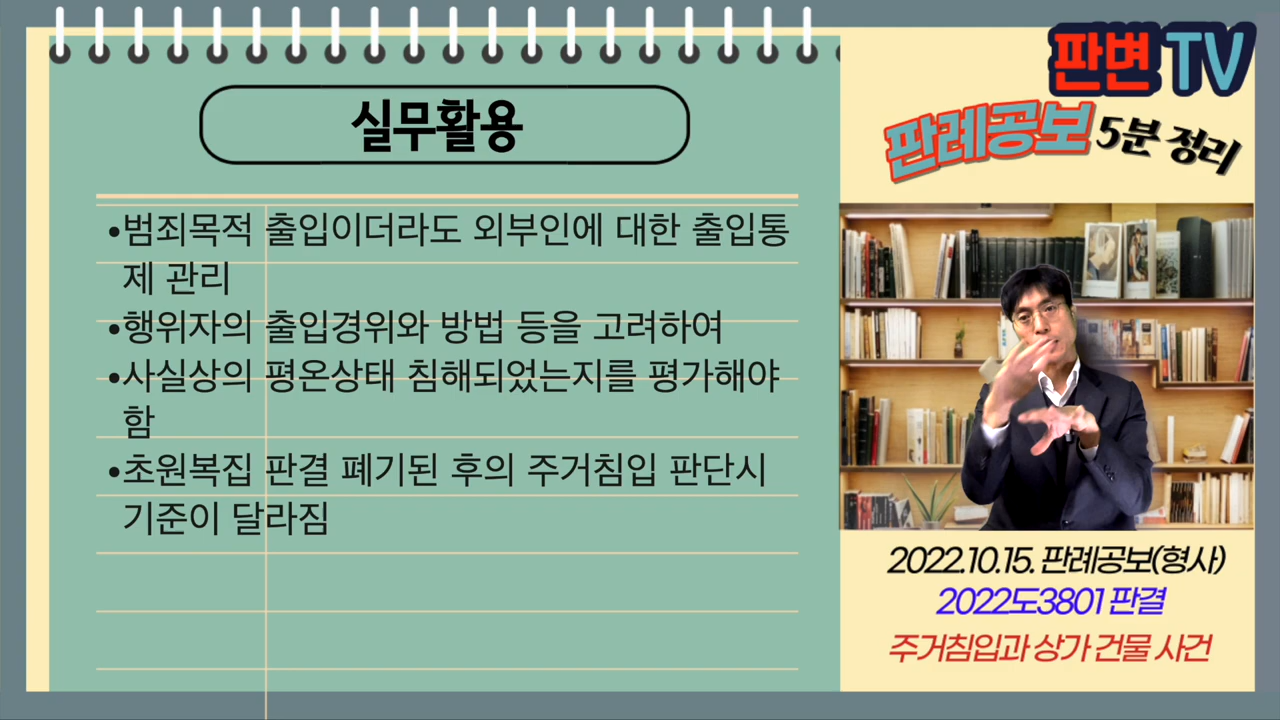 실무활용
•범죄목적 출입이더라도 외부인에 대한 출입통
제 관리
•행위자의 출입경위와 방법 등을 고려하여
•사실상의 평온상태 침해되었는지를 평가해야
함
•초원복집 판결 폐기된 후의 주거침입 판단시
기준이 달라짐
판변 TV
판례공보 5분 정리
2022.10.15. 판례공보(형사)
2022도3801 판결
주거침입과 상가 건물 사건